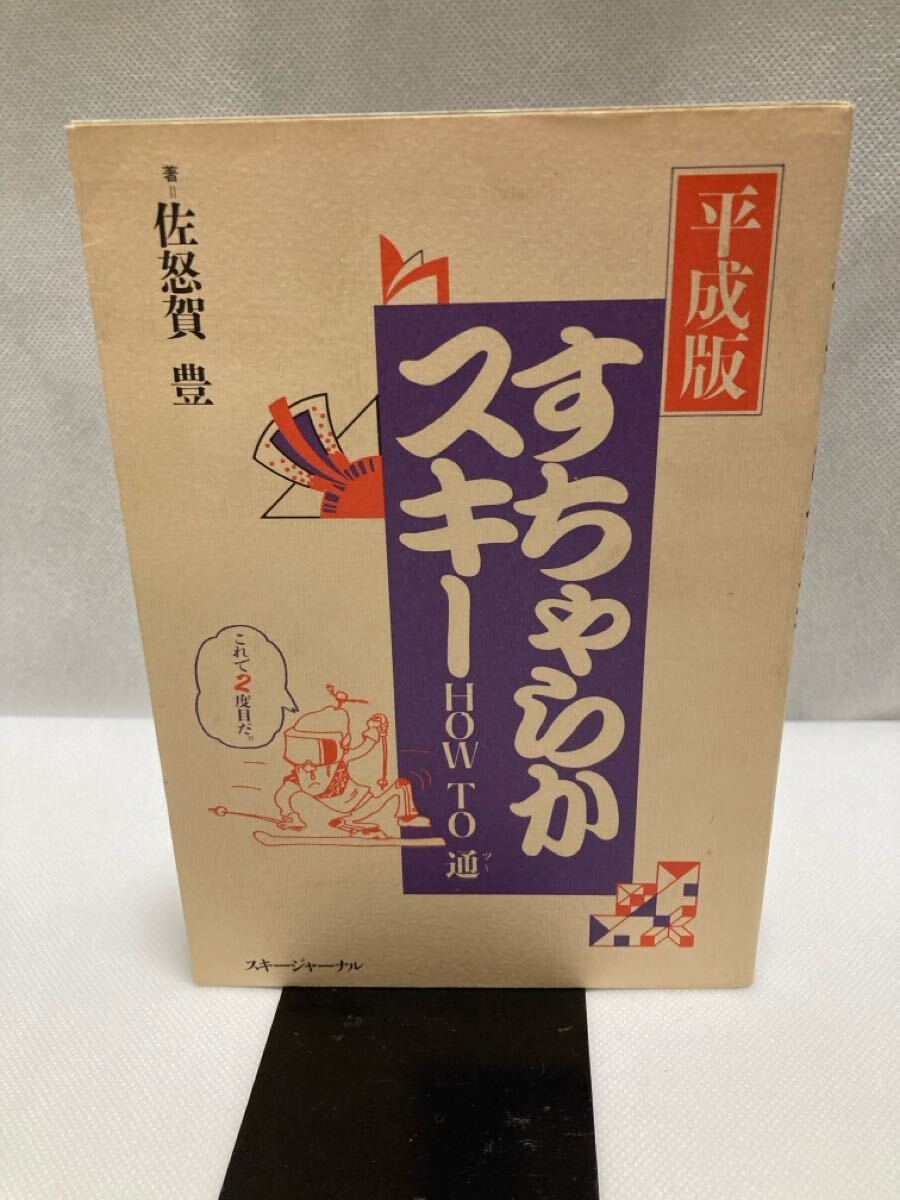 平成版
すちゃらか
スキー
HOW TO 通
ツ～
著=佐怒賀 豊
これで2度目だ。
スキージャーナル